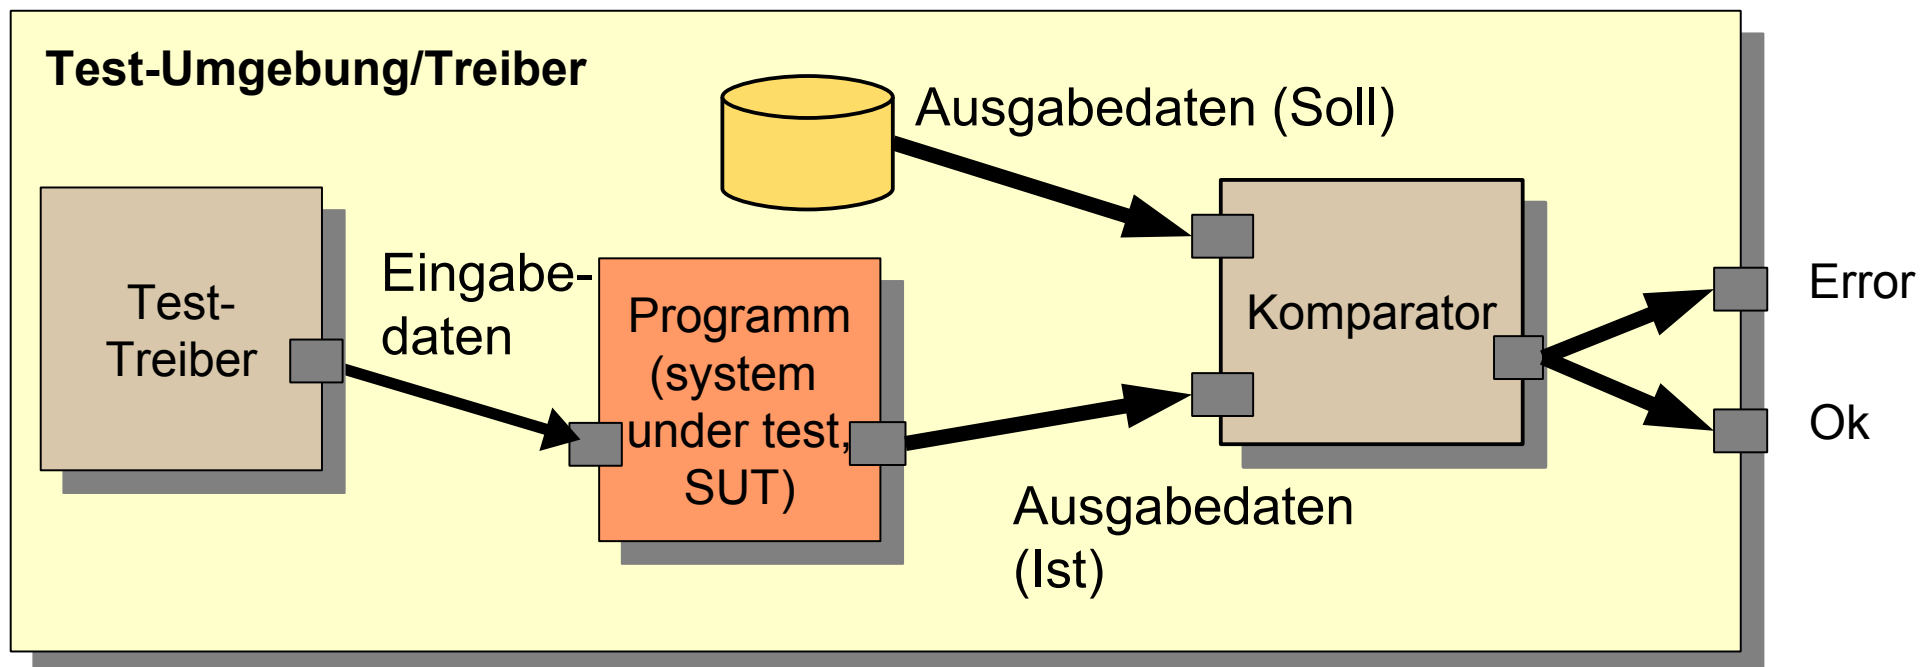 Test-Umgebung/Treiber
Ausgabedaten (Soll)
Test-
Treiber
Eingabe-
daten
Programm
(system
under test,
SUT)
Komparator
Error
Ok
Ausgabedaten
(Ist)